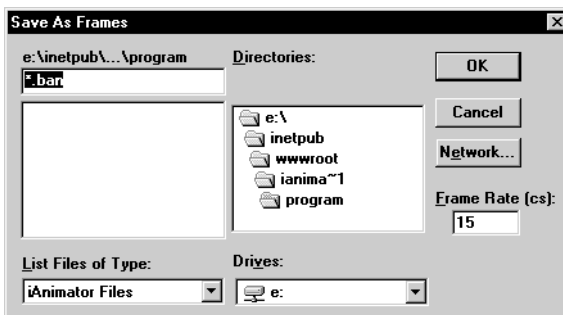 Save As Frames
e:\inetpub\...\program
*.ban
Directories:
e:\
inetpub
wwwroot
ianima~1
program
OK
Cancel
Network...
Frame Rate (cs):
15
List Files of Type:
iAnimator Files
Drives:
e: